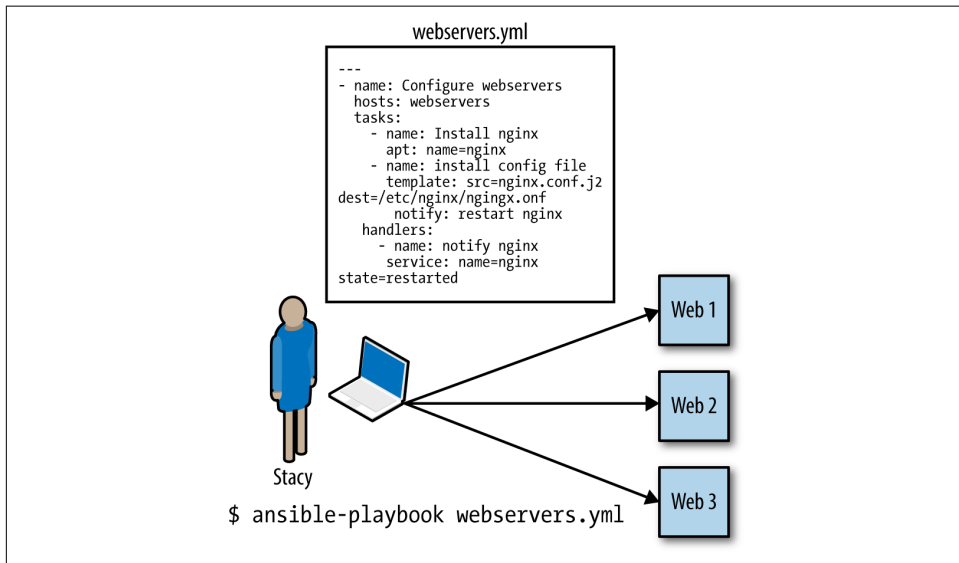 webservers.yml
---
- name: Configure webservers
  hosts: webservers
  tasks:
    - name: Install nginx
      apt: name=nginx
    - name: install config file
      template: src=nginx.conf.j2
dest=/etc/nginx/ngingx.onf
       notify: restart nginx
   handlers:
     - name: notify nginx
      service: name=nginx
state=restarted
Web 1
Web 2
Web 3
Stacy
$ ansible-playbook webservers.yml